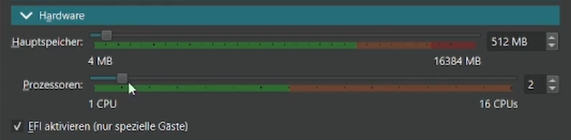 Hardware
Hauptspeicher: 512 MB
4 MB 16384 MB
Prozessoren: 2
1 CPU 16 CPUs
EFI aktivieren (nur spezielle Gäste)